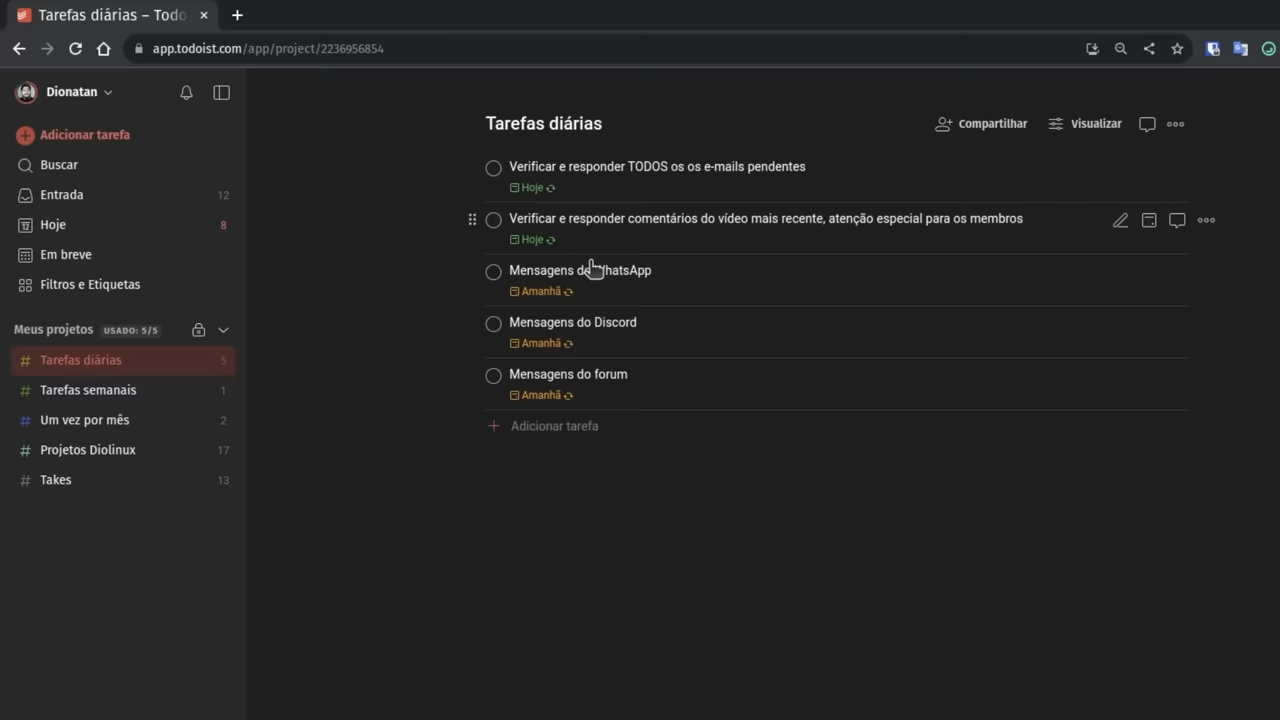 Tarefas diárias – Todo
app.todoist.com/app/project/2236956854
Dionatan
Adicionar tarefa
Buscar
Entrada 12
12
Hoje 8
Em breve
Filtros e Etiquetas
Meus projetos USADO: 5/5
# Tarefas diárias 5
# Tarefas semanais 1
# Um vez por mês 2
# Projetos Diolinux 17
# Takes 13
Tarefas diárias
Compartilhar
Visualizar
Verificar e responder TODOS os os e-mails pendentes
Hoje
Verificar e responder comentários do vídeo mais recente, atenção especial para os membros
Hoje
Mensagens do WhatsApp
Amanhã
Mensagens do Discord
Amanhã
Mensagens do forum
Amanhã
Adicionar tarefa